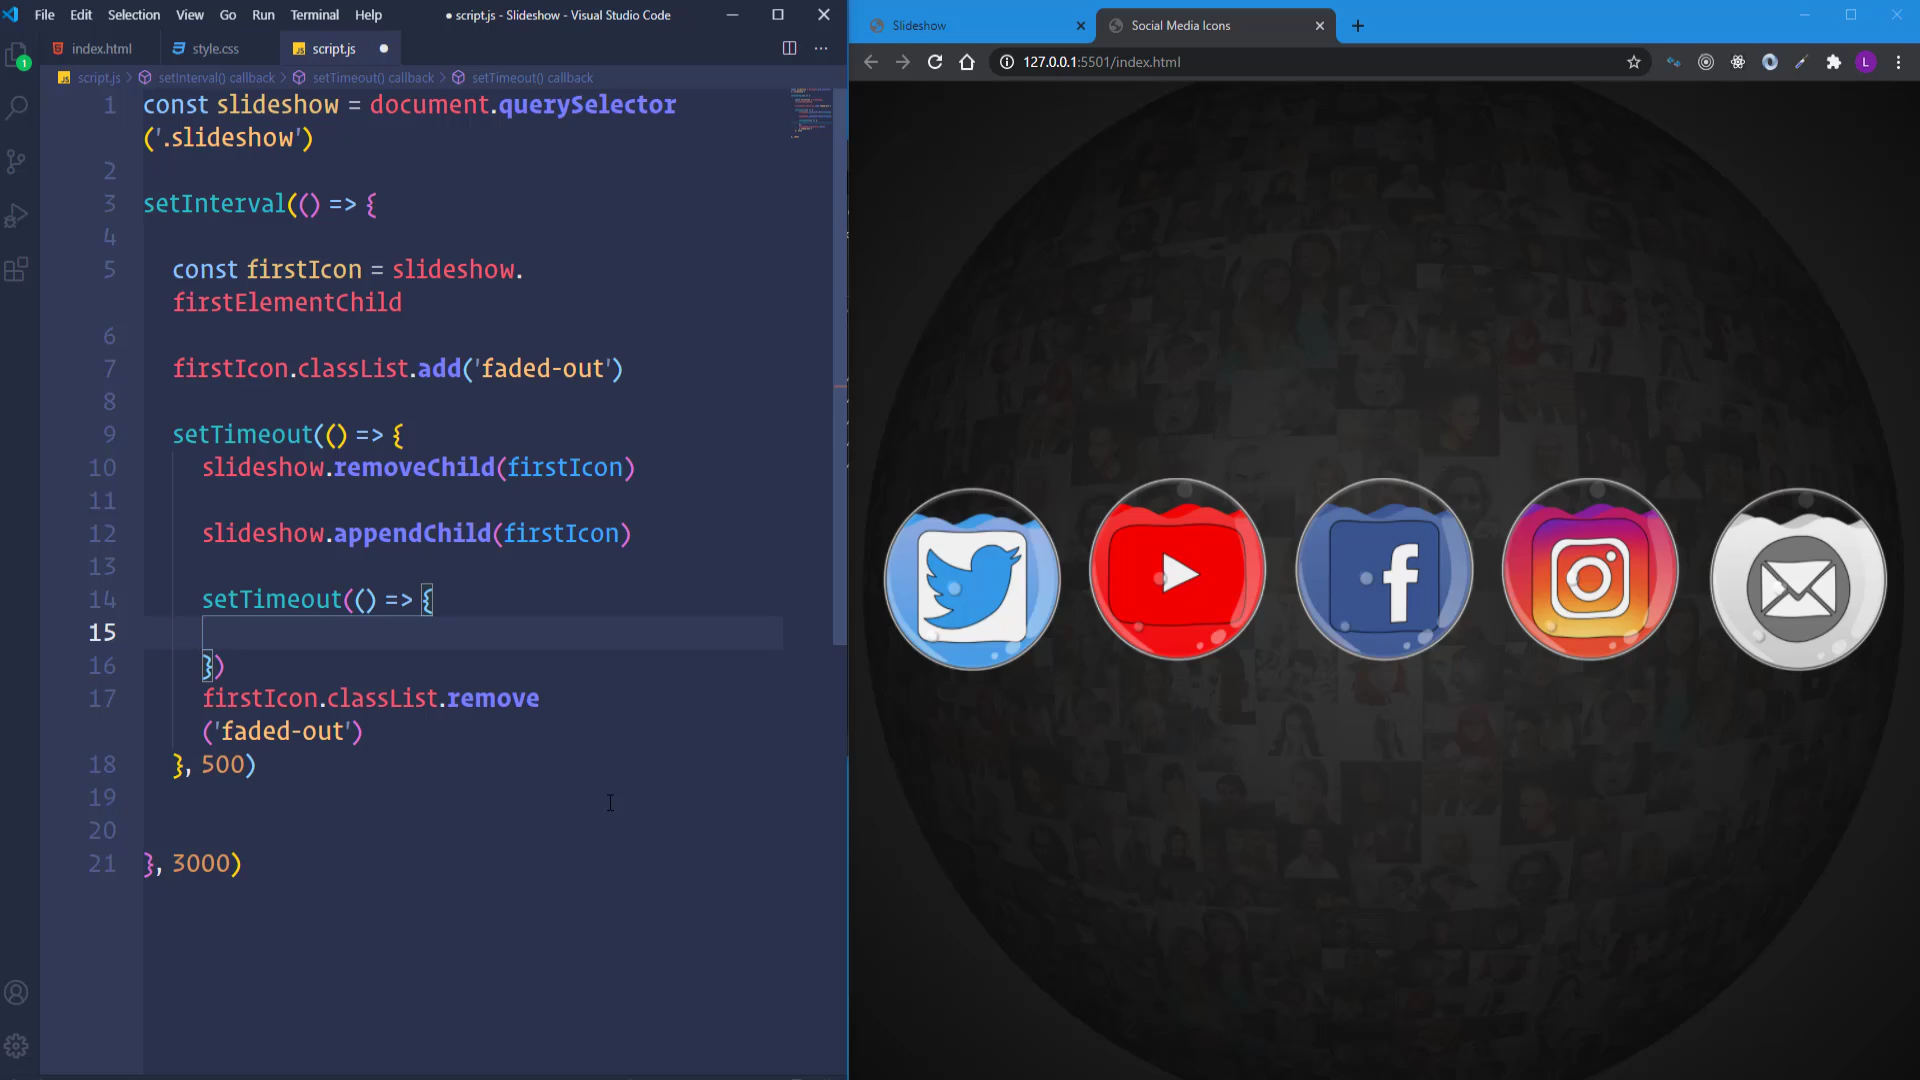 File Edit Selection View Go Run Terminal Help
● script.js - Slideshow - Visual Studio Code
index.html style.css JS script.js ●
JS script.js > setInterval() callback > setTimeout() callback > setTimeout() callback
1 const slideshow = document.querySelector
('.slideshow')
2
3 setInterval(() => {
4
5 const firstIcon = slideshow.
firstElementChild
6
7 firstIcon.classList.add('faded-out')
8
9 setTimeout(() => {
10 slideshow.removeChild(firstIcon)
11
12 slideshow.appendChild(firstIcon)
13
14 setTimeout(() => {
15
16 })
17 firstIcon.classList.remove
('faded-out')
18 }, 500)
19
20
21 }, 3000)
1
Slideshow
Social Media Icons
127.0.0.1:5501/index.html
L
f